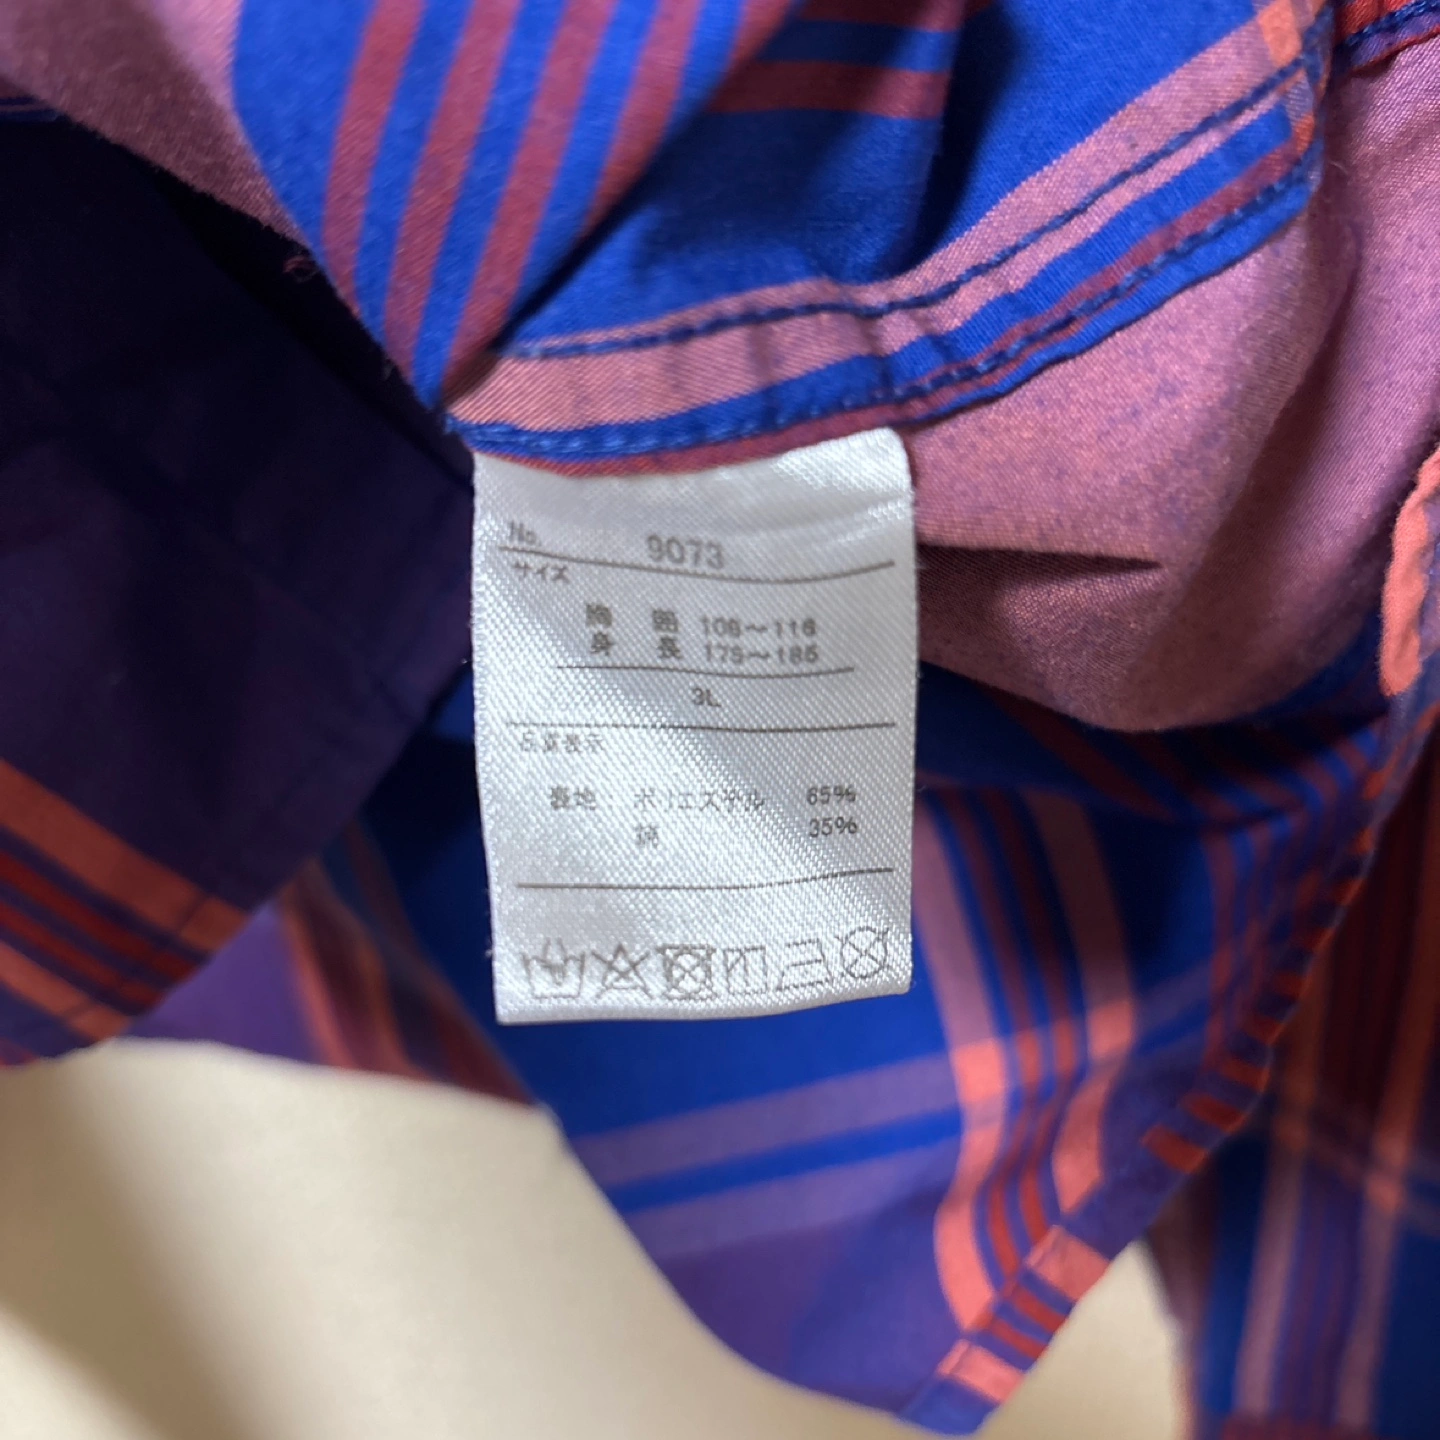 No. 9073
サイズ
胸 囲 106～116
身 長 175～185
3L
品質表示
表地：ポリエステル 65%
綿 35%